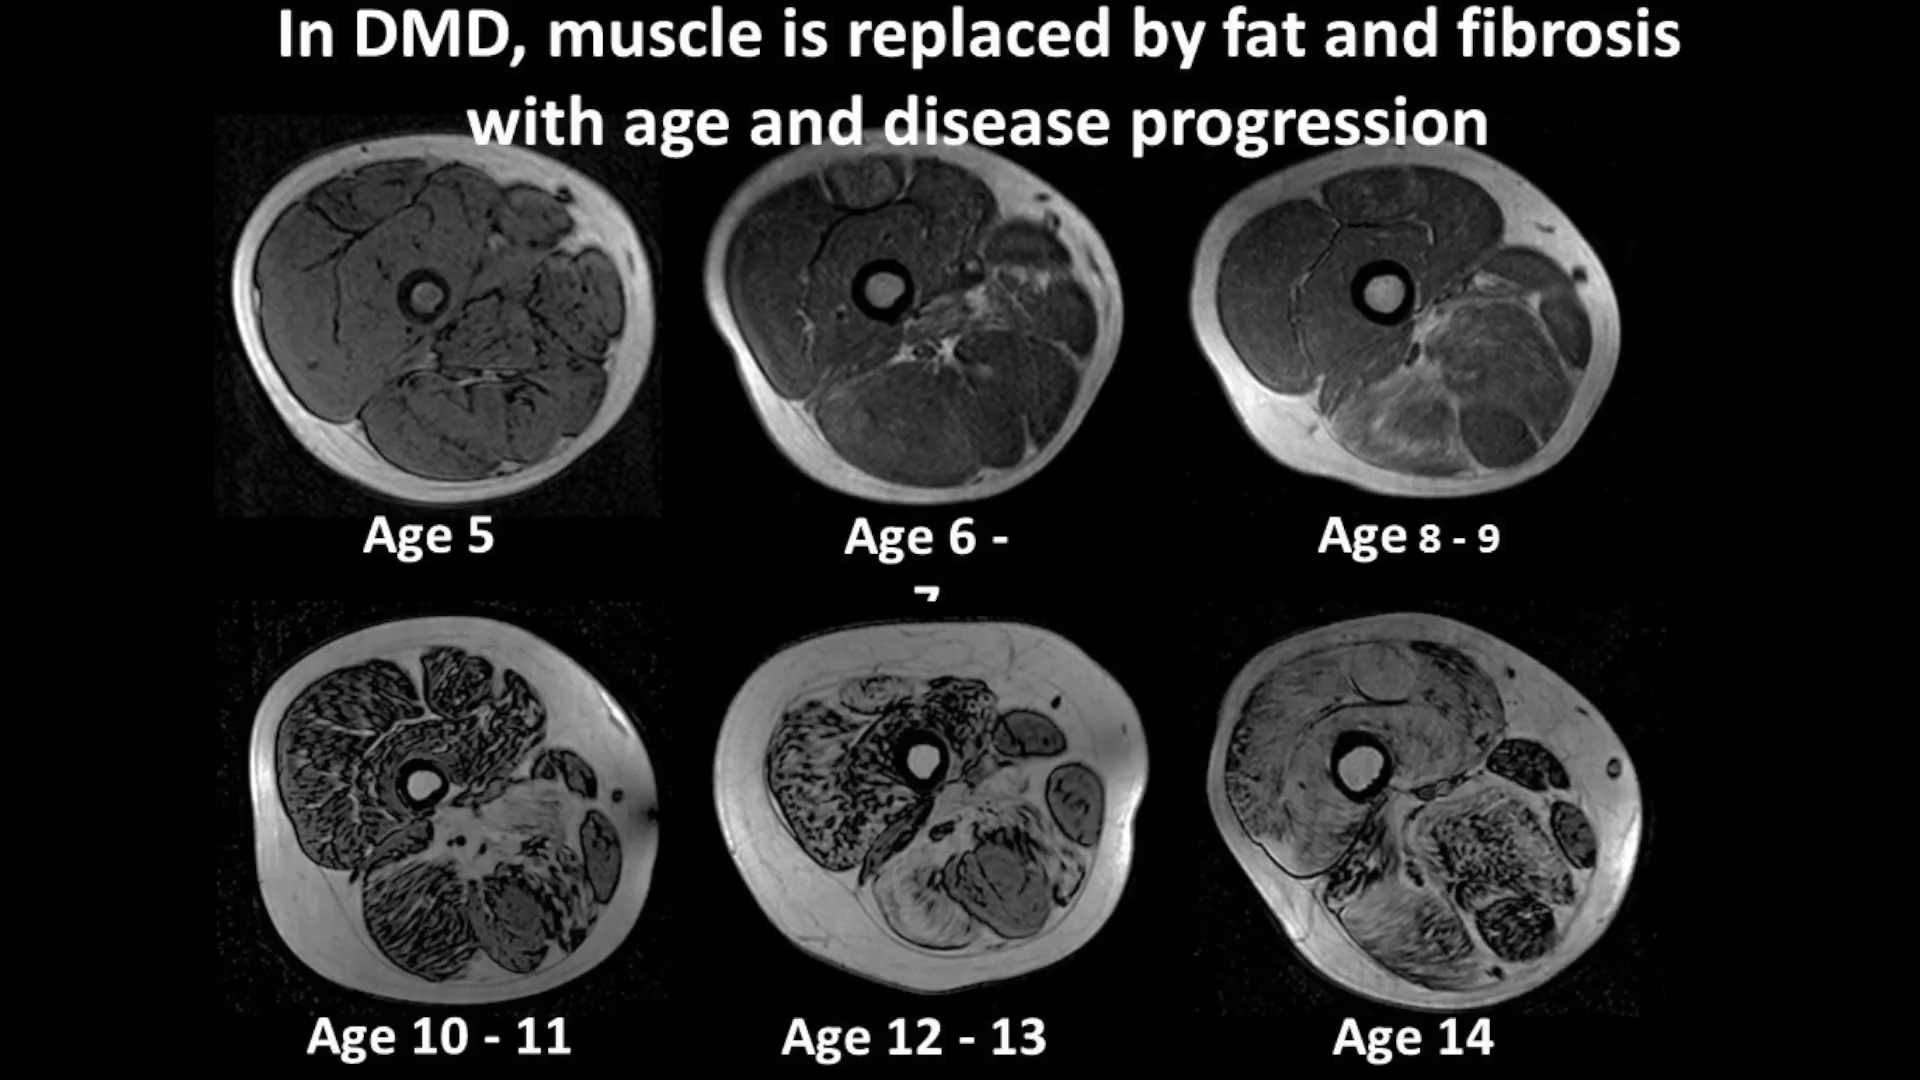 In DMD, muscle is replaced by fat and fibrosis
with age and disease progression
Age 5
Age 6 -
7
Age 8 - 9
Age 10 - 11
Age 12 - 13
Age 14